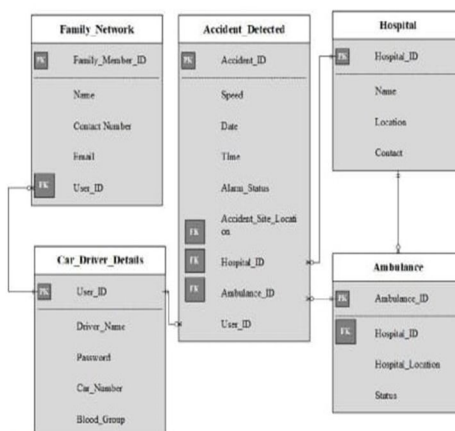 Family_Network
PK Family_Member_ID
Name
Contact Number
Email
FK User_ID
Car_Driver_Details
PK User_ID
Driver_Name
Password
Car_Number
Blood_Group
Accident_Detected
PK Accident_ID
Speed
Date
TIme
Alarm_Status
Accident_Site_Locati
on
FK
FK Hospital_ID
FK Ambulance_ID
User_ID
Hospital
PK Hospital_ID
Name
Location
Contact
Ambulance
PK Ambulance_ID
FK Hospital_ID
Hospital_Location
Status